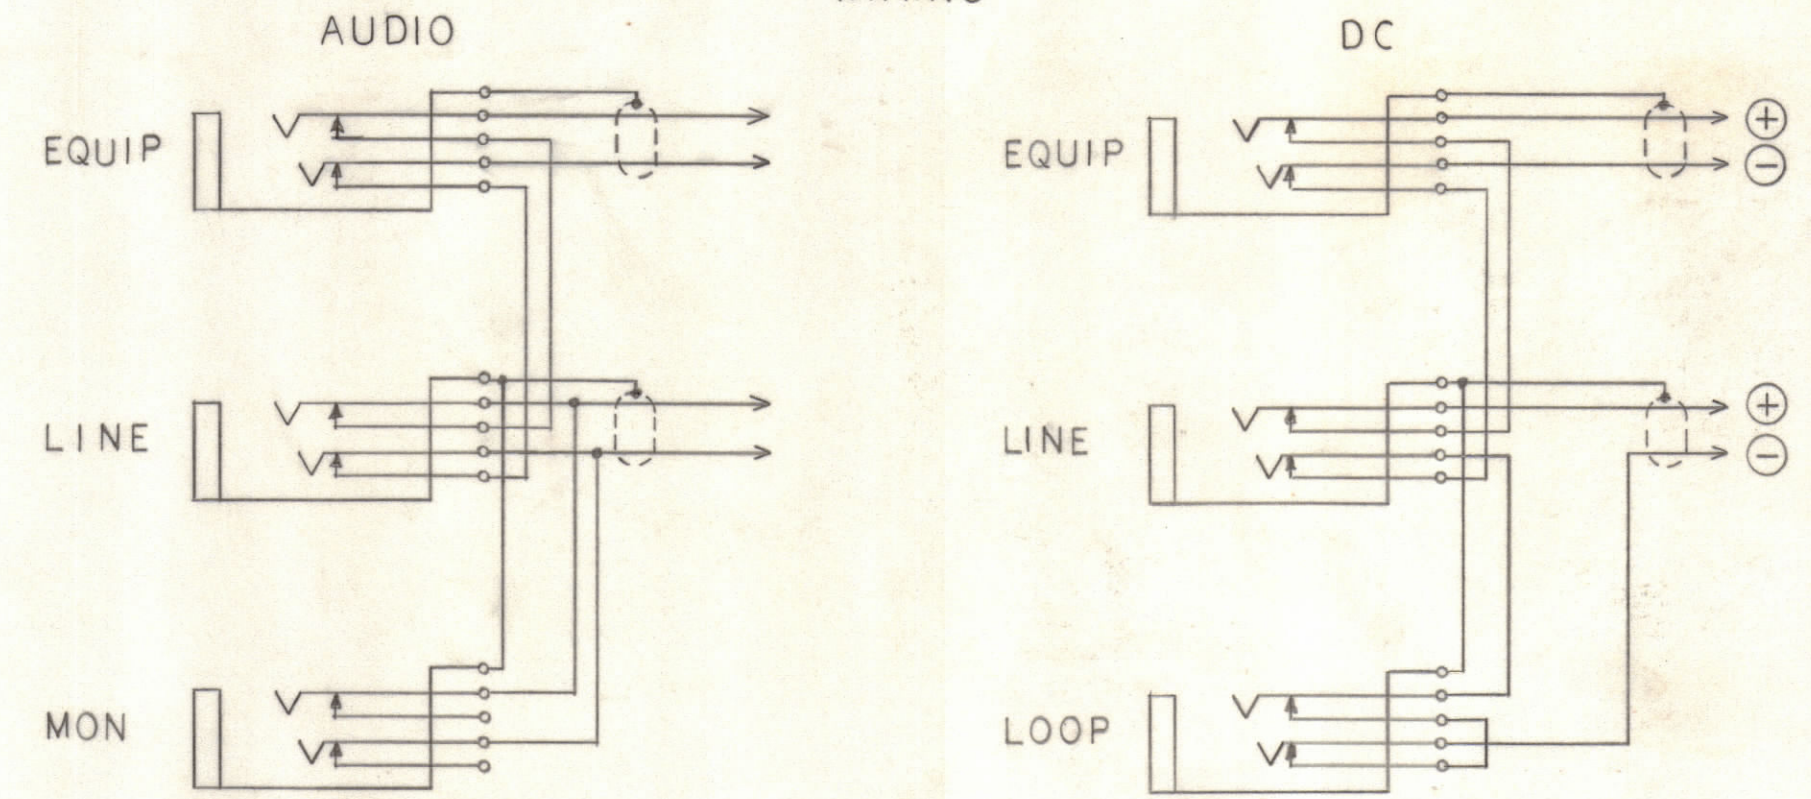 AUDIO
EQUIP
LINE
MON
DC
EQUIP
+
−
LINE
+
−
LOOP